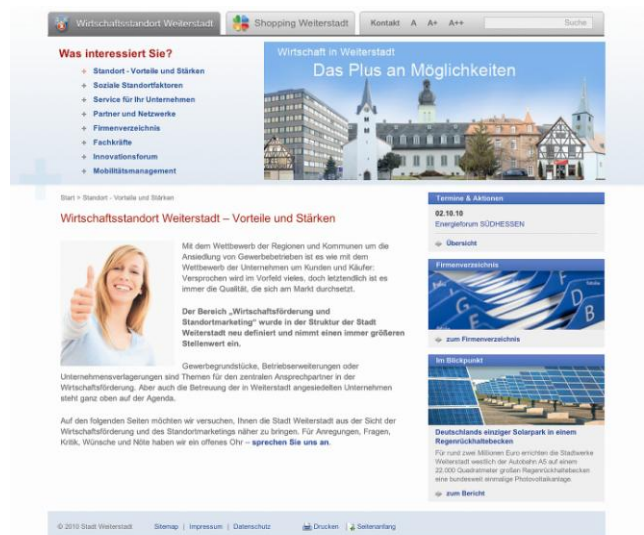 Wirtschaftsstandort Weiterstadt
Shopping Weiterstadt
Kontakt A A+ A++
Suche
Was interessiert Sie?
Standort - Vorteile und Stärken
Soziale Standortfaktoren
Service für Ihr Unternehmen
Partner und Netzwerke
Firmenverzeichnis
Fachkräfte
Innovationsforum
Mobilitätsmanagement
Wirtschaft in Weiterstadt
Das Plus an Möglichkeiten
Start > Standort - Vorteile und Stärken
Wirtschaftsstandort Weiterstadt – Vorteile und Stärken
Mit dem Wettbewerb der Regionen und Kommunen um die
Ansiedlung von Gewerbebetrieben ist es wie mit dem
Wettbewerb der Unternehmen um Kunden und Käufer:
Versprochen wird im Vorfeld vieles, doch letztendlich ist es
immer die Qualität, die sich am Markt durchsetzt.
Der Bereich „Wirtschaftsförderung und
Standortmarketing" wurde in der Struktur der Stadt
Weiterstadt neu definiert und nimmt einen immer größeren
Stellenwert ein.
Gewerbegrundstücke, Betriebserweiterungen oder
Unternehmensverlagerungen sind Themen für den zentralen Ansprechpartner in der
Wirtschaftsförderung. Aber auch die Betreuung der in Weiterstadt angesiedelten Unternehmen
steht ganz oben auf der Agenda.
Auf den folgenden Seiten möchten wir versuchen, Ihnen die Stadt Weiterstadt aus der Sicht der
Wirtschaftsförderung und des Standortmarketings näher zu bringen. Für Anregungen, Fragen,
Kritik, Wünsche und Nöte haben wir ein offenes Ohr – sprechen Sie uns an.
Termine & Aktionen
02.10.10
Energieforum SÜDHESSEN
Übersicht
Firmenverzeichnis
F
G
D
B
zum Firmenverzeichnis
Im Blickpunkt
Deutschlands einziger Solarpark in einem
Regenrückhaltebecken
Für rund zwei Millionen Euro errichten die Stadtwerke
Weiterstadt westlich der Autobahn A5 auf einem
22.000 Quadratmeter großen Regenrückhaltebecken
eine bundesweit einmalige Photovoltaikanlage.
zum Bericht
© 2010 Stadt Weiterstadt Sitemap | Impressum | Datenschutz Drucken | Seitenanfang